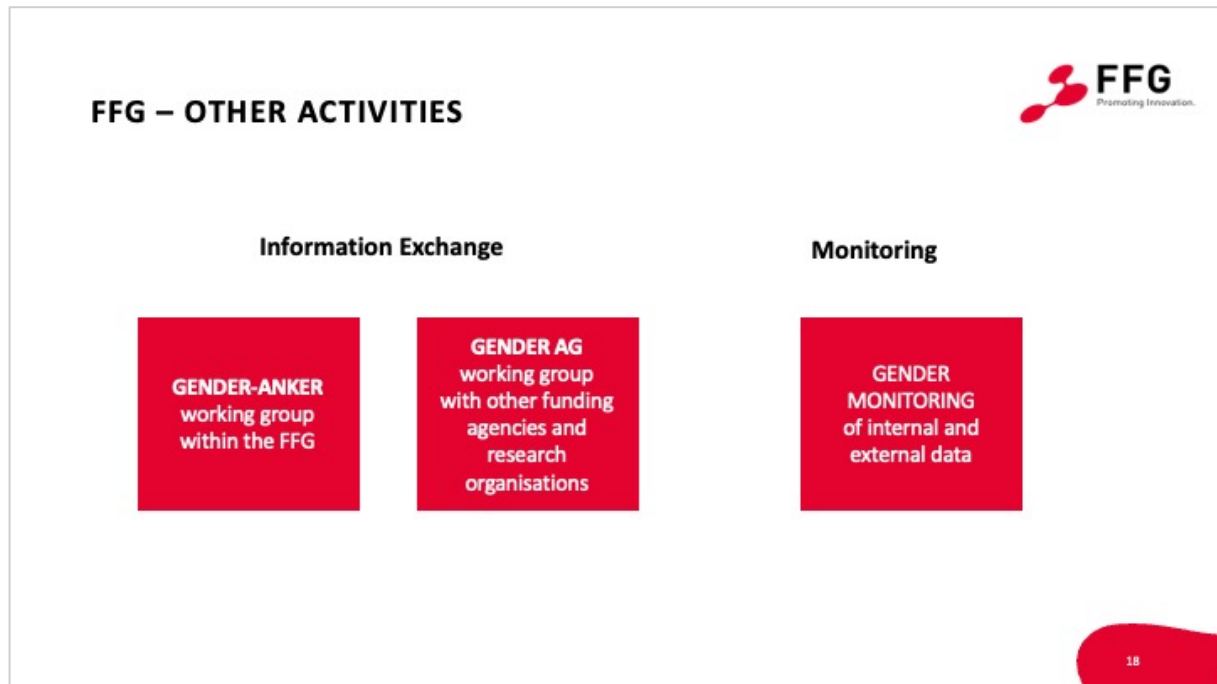 FFG – OTHER ACTIVITIES
FFG
Promoting Innovation.
Information Exchange
Monitoring
GENDER-ANKER
working group
within the FFG
GENDER AG
working group
with other funding
agencies and
research
organisations
GENDER
MONITORING
of internal and
external data
18